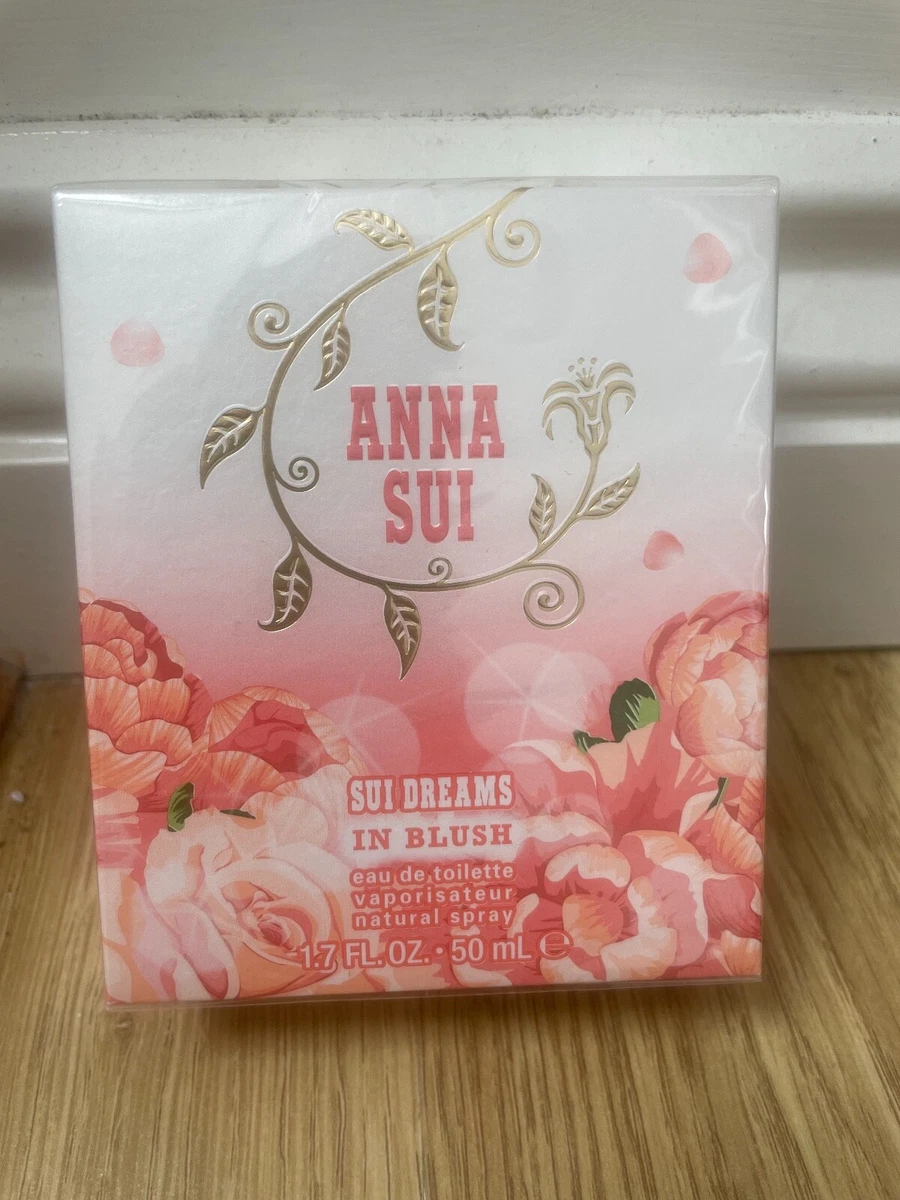 ANNA
SUI
SUI DREAMS
IN BLUSH
eau de toilette
vaporisateur
natural spray
1.7 FL. OZ. • 50 mL ℮